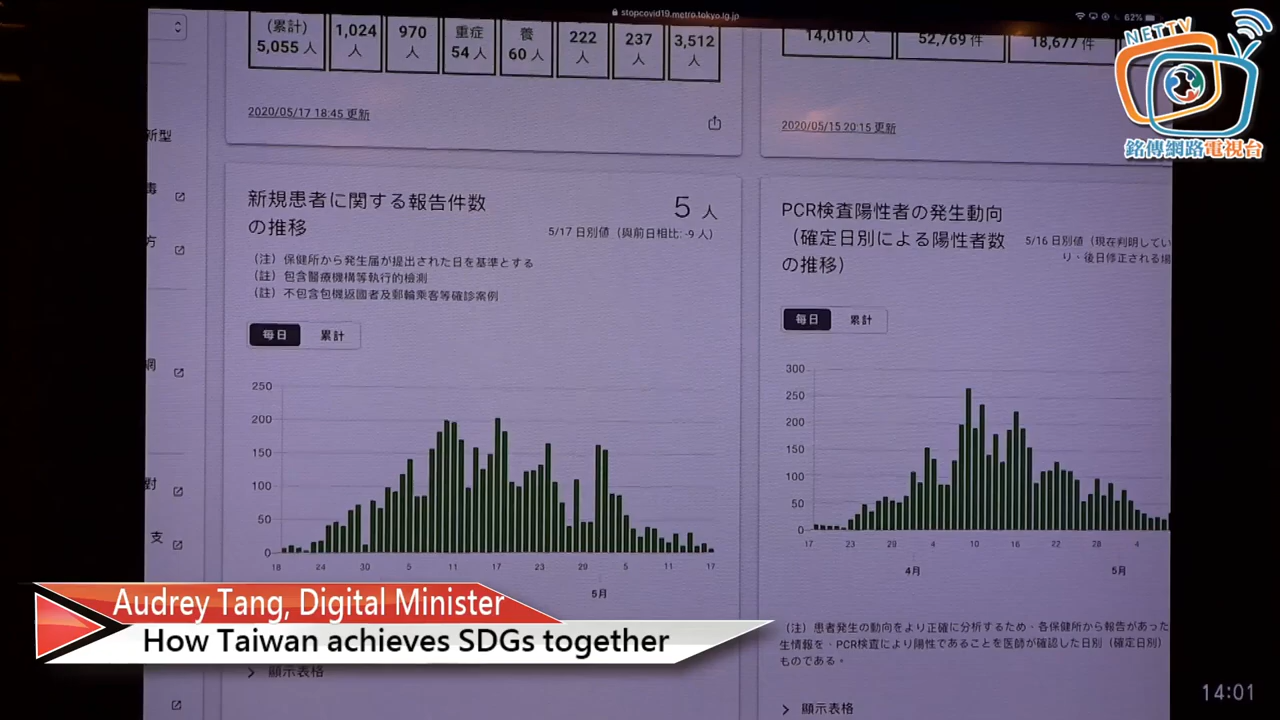 stopcovid19.metro.tokyo.lg.jp
62%
NETTV
銘傳網路電視台
(累計)
5,055 人
1,024
人
970
人
重症
54 人
養
60 人
222
人
237
人
3,512
人
14,010 人
52,769 件
18,677 件
2020/05/17 18:45 更新
2020/05/15 20:15 更新
新型
毒
方
網
對
支
新規患者に関する報告件数
の推移
5 人
5/17 日別値（與前日相比: -9 人）
（注）保健所から発生届が提出された日を基準とする
（註）包含醫療機構等執行的檢測
（註）不包含包機返國者及郵輪乘客等確診案例
每日
累計
250
200
150
100
50
0
18 24 30 5 11 17 23 29 5 11 17
5月
PCR検査陽性者の発生動向
（確定日別による陽性者数
の推移）
5/16 日別値（現在判明してい
り、後日修正される場
每日
累計
300
250
200
150
100
50
0
17 23 29 4 10 16 22 28 4
4月 5月
（注）患者発生の動向をより正確に分析するため、各保健所から報告があった
生情報を、PCR検査により陽性であることを医師が確認した日別（確定日別）
ものである。
顯示表格
顯示表格
Audrey Tang, Digital Minister
How Taiwan achieves SDGs together
14:01